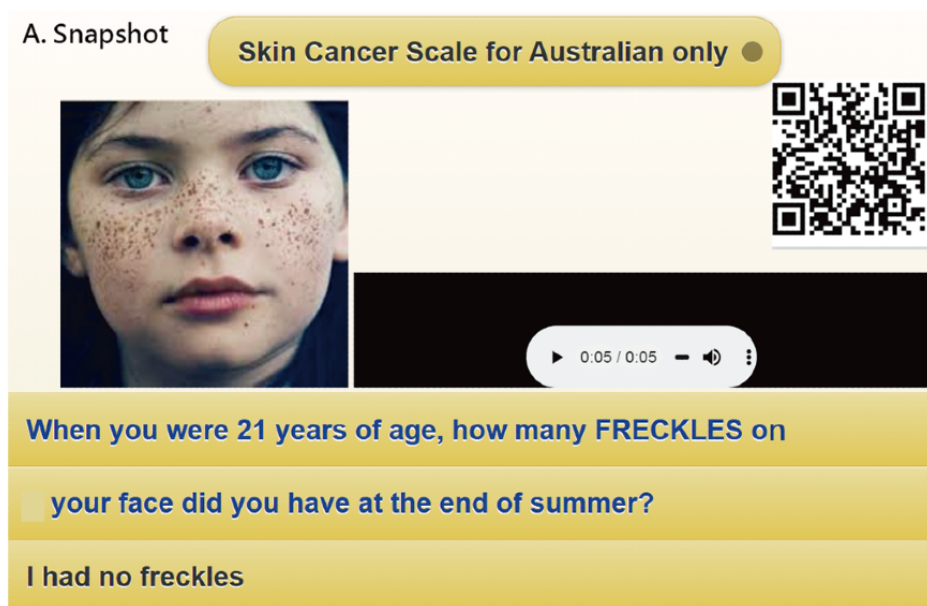 A. Snapshot
Skin Cancer Scale for Australian only
0:05 / 0:05
When you were 21 years of age, how many FRECKLES on
your face did you have at the end of summer?
I had no freckles